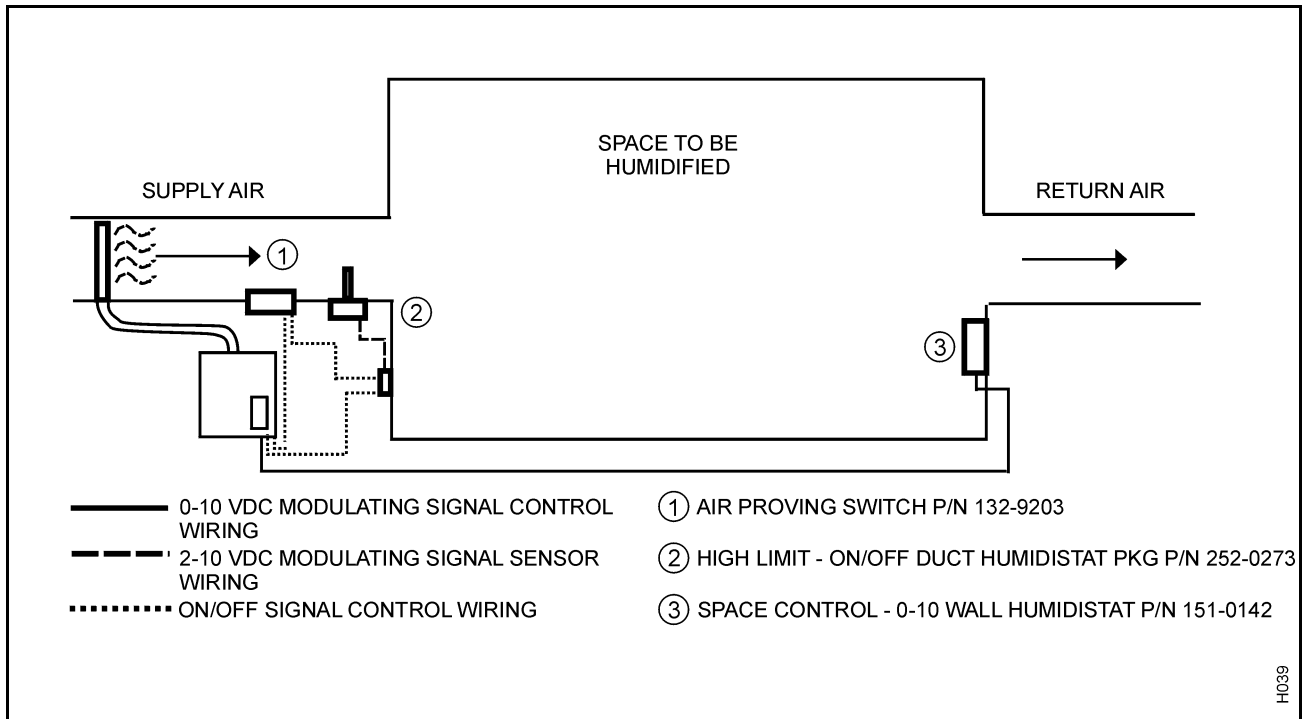 SPACE TO BE
HUMIDIFIED
SUPPLY AIR
RETURN AIR
1
2
3
0-10 VDC MODULATING SIGNAL CONTROL
WIRING
2-10 VDC MODULATING SIGNAL SENSOR
WIRING
ON/OFF SIGNAL CONTROL WIRING
1 AIR PROVING SWITCH P/N 132-9203
2 HIGH LIMIT - ON/OFF DUCT HUMIDISTAT PKG P/N 252-0273
3 SPACE CONTROL - 0-10 WALL HUMIDISTAT P/N 151-0142
H039